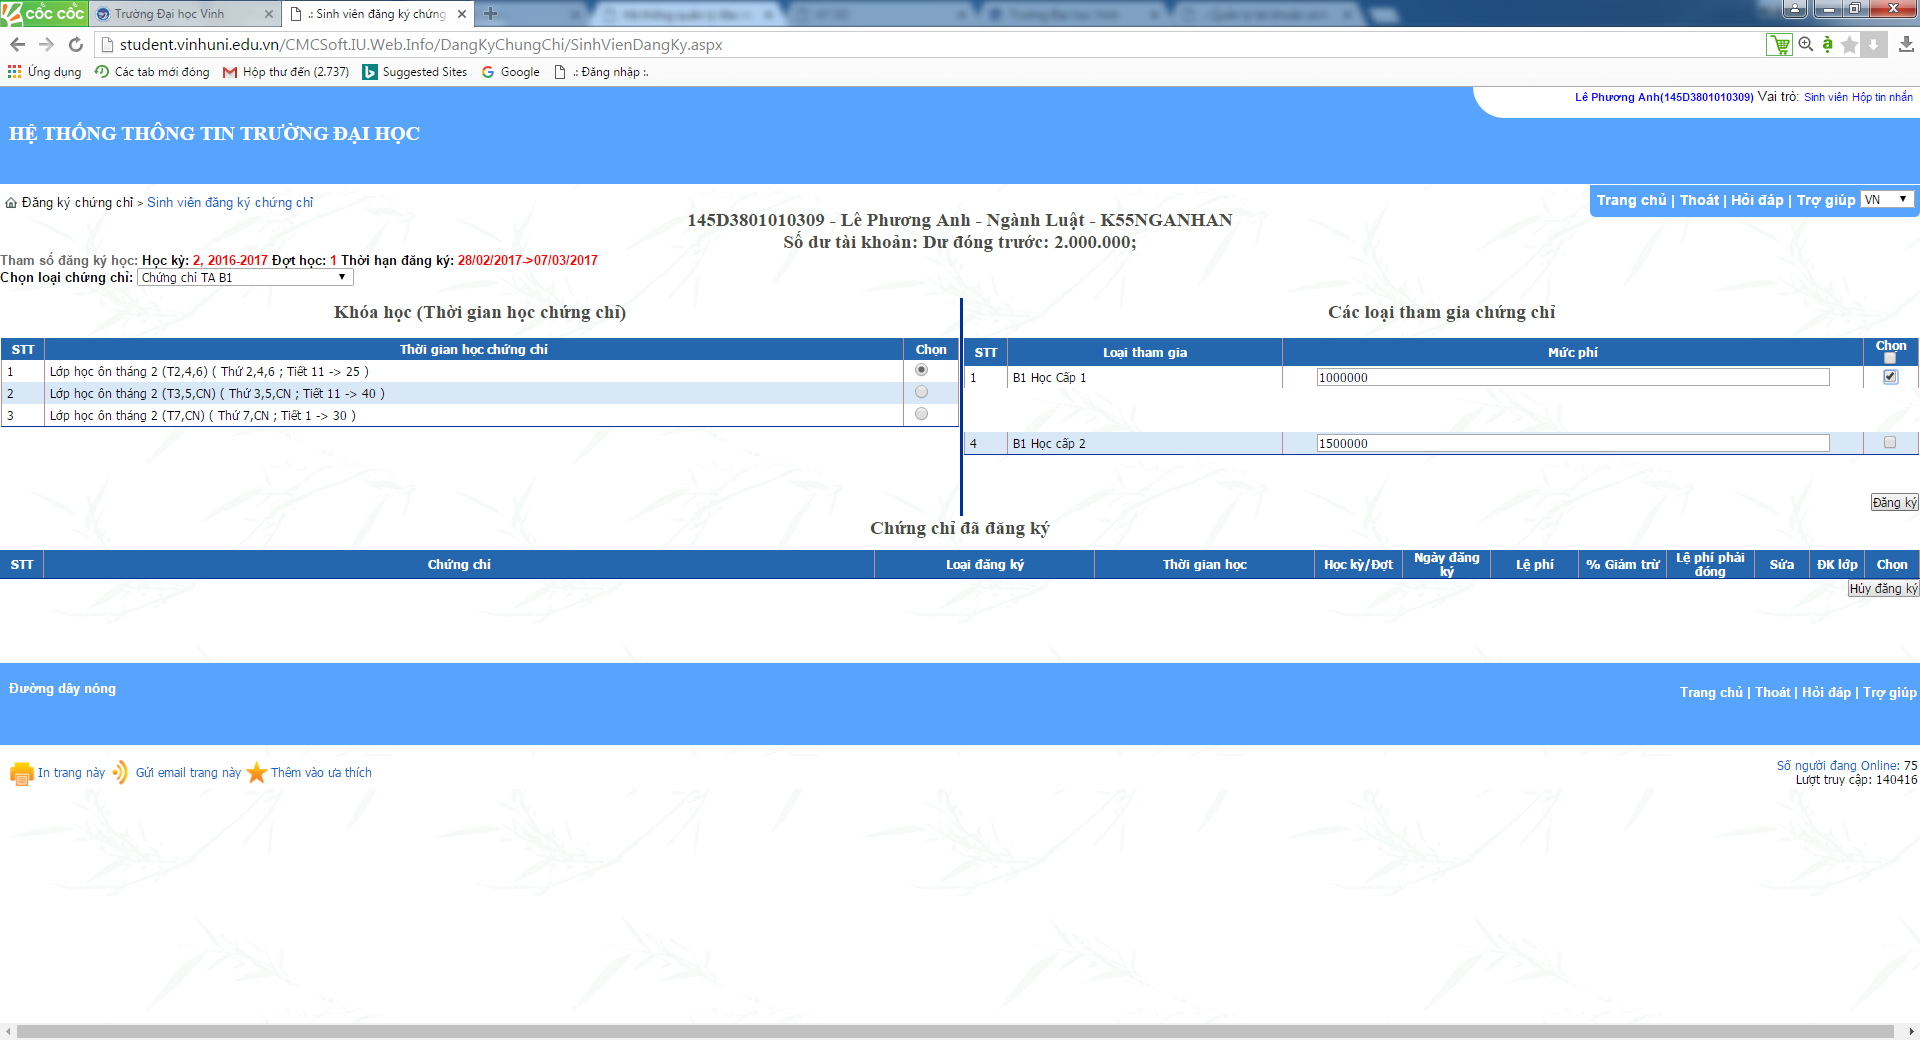 CỐC CỐC
Trường Đại học Vinh
.: Sinh viên đăng ký chứng
student.vinhuni.edu.vn/CMCSoft.IU.Web.Info/DangKyChungChi/SinhVienDangKy.aspx
Ứng dụng Các tab mới đóng Hộp thư đến (2.737) Suggested Sites Google .: Đăng nhập :.
Lê Phương Anh(145D3801010309) Vai trò: Sinh viên Hộp tin nhắn
HỆ THỐNG THÔNG TIN TRƯỜNG ĐẠI HỌC
Đăng ký chứng chỉ > Sinh viên đăng ký chứng chỉ
Trang chủ | Thoát | Hỏi đáp | Trợ giúp VN
145D3801010309 - Lê Phương Anh - Ngành Luật - K55NGANHAN
Số dư tài khoản: Dư đóng trước: 2.000.000;
Tham số đăng ký học: Học kỳ: 2, 2016-2017 Đợt học: 1 Thời hạn đăng ký: 28/02/2017->07/03/2017
Chọn loại chứng chỉ: Chứng chỉ TA B1
Khóa học (Thời gian học chứng chỉ)
STT Thời gian học chứng chỉ Chọn
1 Lớp học ôn tháng 2 (T2,4,6) ( Thứ 2,4,6 ; Tiết 11 -> 25 )
2 Lớp học ôn tháng 2 (T3,5,CN) ( Thứ 3,5,CN ; Tiết 11 -> 40 )
3 Lớp học ôn tháng 2 (T7,CN) ( Thứ 7,CN ; Tiết 1 -> 30 )
Các loại tham gia chứng chỉ
STT Loại tham gia Mức phí Chọn
1 B1 Học Cấp 1 1000000
4 B1 Học cấp 2 1500000
Đăng ký
Chứng chỉ đã đăng ký
STT Chứng chỉ Loại đăng ký Thời gian học Học kỳ/Đợt Ngày đăng ký Lệ phí % Giảm trừ Lệ phí phải đóng Sửa ĐK lớp Chọn
Hủy đăng ký
Đường dây nóng
Trang chủ | Thoát | Hỏi đáp | Trợ giúp
In trang này Gửi email trang này Thêm vào ưa thích
Số người đang Online: 75
Lượt truy cập: 140416